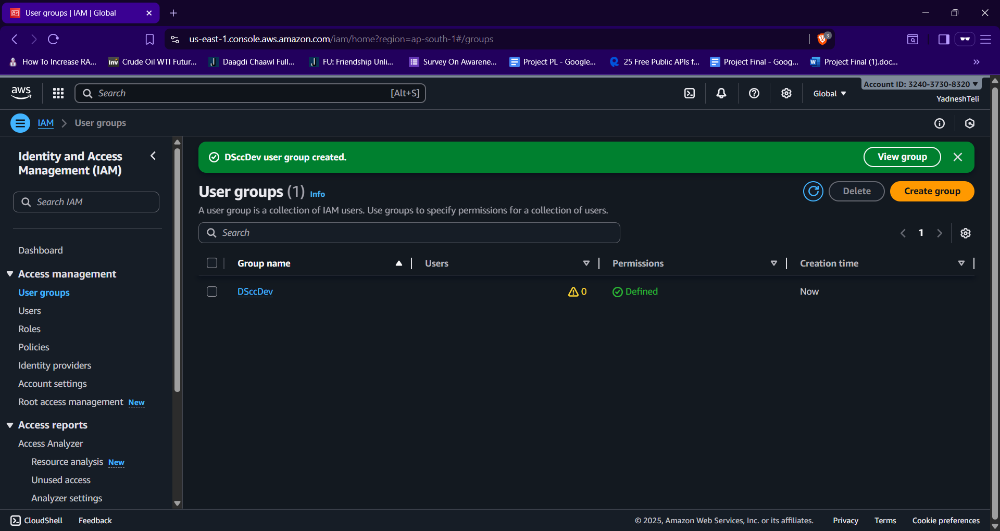 User groups | IAM | Global
us-east-1.console.aws.amazon.com/iam/home?region=ap-south-1#/groups
3
How To Increase RA...
Inv
Crude Oil WTI Futur...
Daagdi Chaawl Full...
FU: Friendship Unli...
Survey On Awarene...
Project PL - Google...
25 Free Public APIs f...
Project Final - Goog...
Project Final (1).doc...
aws
Search
[Alt+S]
Global
Account ID: 3240-3730-8320
YadneshTeli
IAM
User groups
Identity and Access
Management (IAM)
Search IAM
Dashboard
Access management
User groups
Users
Roles
Policies
Identity providers
Account settings
Root access management New
Access reports
Access Analyzer
Resource analysis New
Unused access
Analyzer settings
DSccDev user group created.
View group
User groups (1) Info
Delete
Create group
A user group is a collection of IAM users. Use groups to specify permissions for a collection of users.
Search
1
Group name
Users
Permissions
Creation time
DSccDev
0
Defined
Now
CloudShell
Feedback
© 2025, Amazon Web Services, Inc. or its affiliates.
Privacy
Terms
Cookie preferences